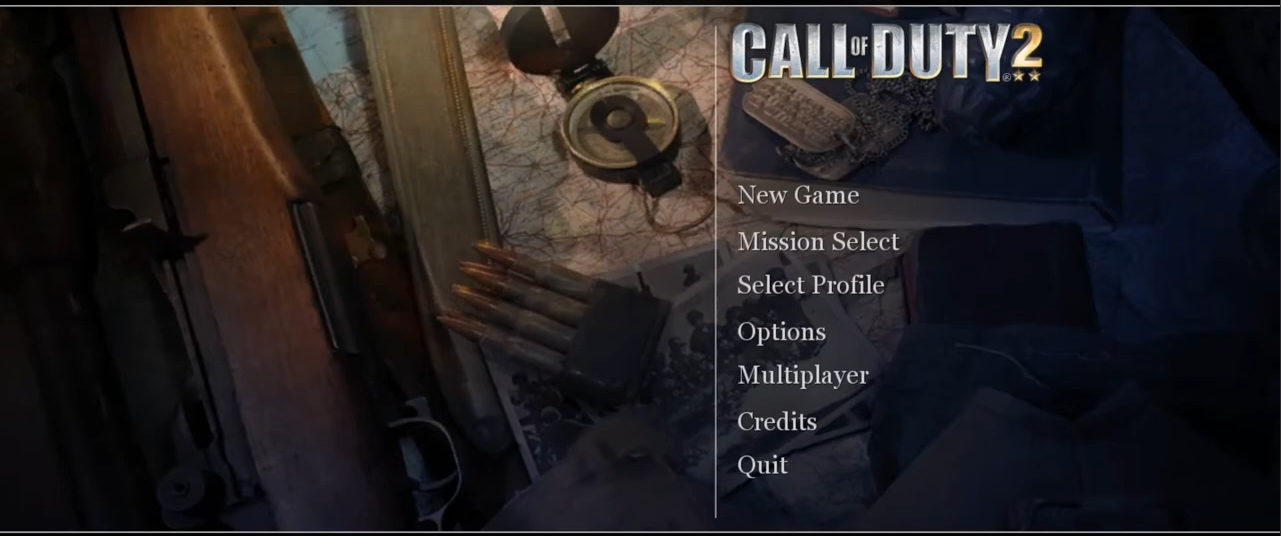 CALL OF DUTY 2
New Game
Mission Select
Select Profile
Options
Multiplayer
Credits
Quit